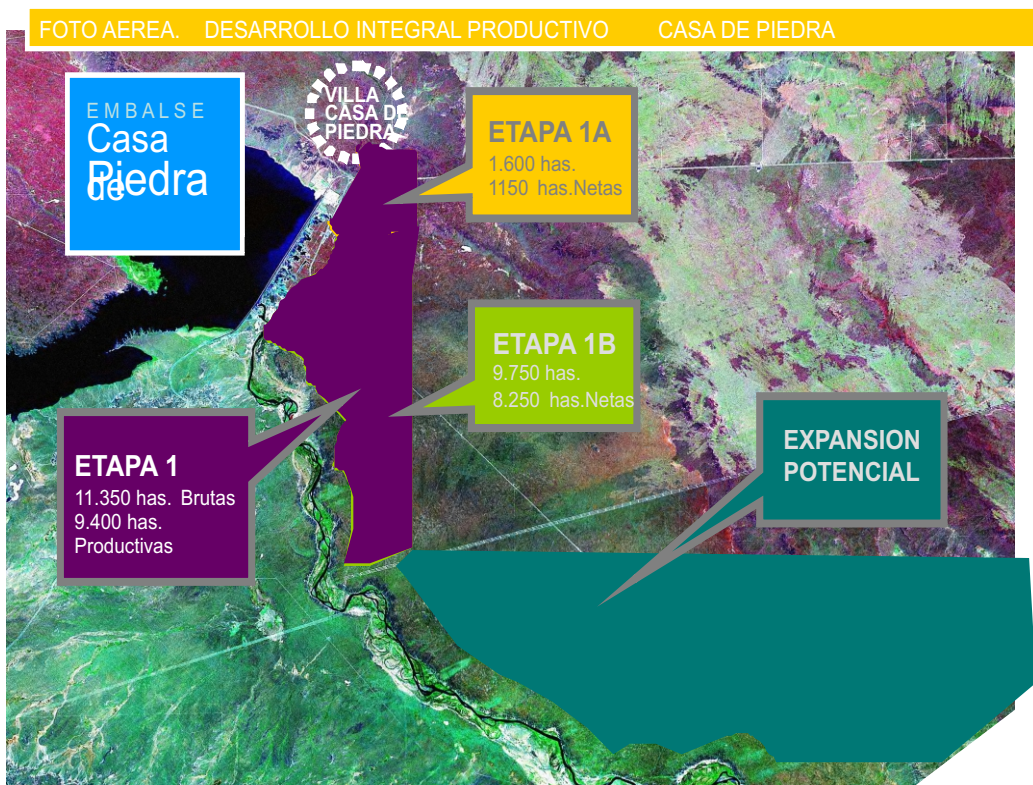 FOTO AEREA. DESARROLLO INTEGRAL PRODUCTIVO CASA DE PIEDRA
EMBALSE
Casa
de
Piedra
VILLA
CASA DE
PIEDRA
ETAPA 1A
1.600 has.
1150 has.Netas
ETAPA 1B
9.750 has.
8.250 has.Netas
ETAPA 1
11.350 has. Brutas
9.400 has.
Productivas
EXPANSION
POTENCIAL